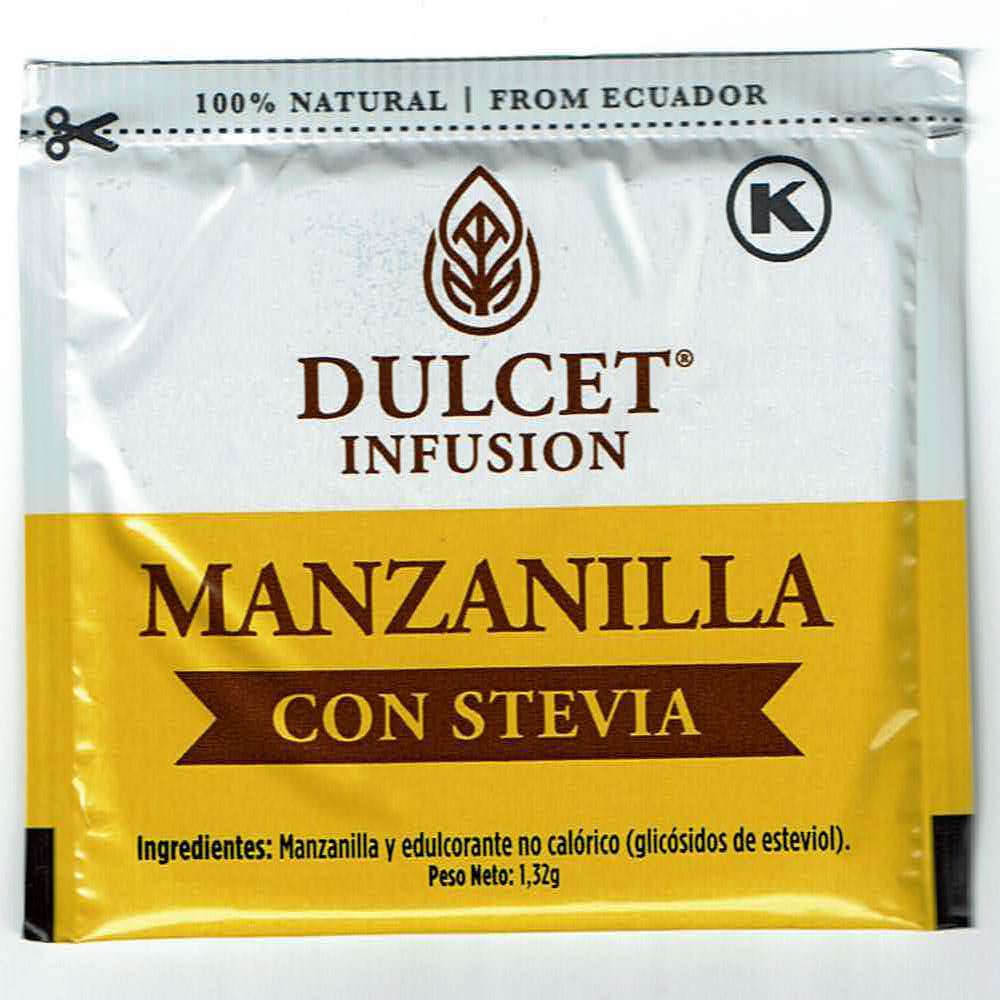 100% NATURAL | FROM ECUADOR
K
DULCET®
INFUSION
MANZANILLA
CON STEVIA
Ingredientes: Manzanilla y edulcorante no calórico (glicósidos de esteviol).
Peso Neto: 1,32g